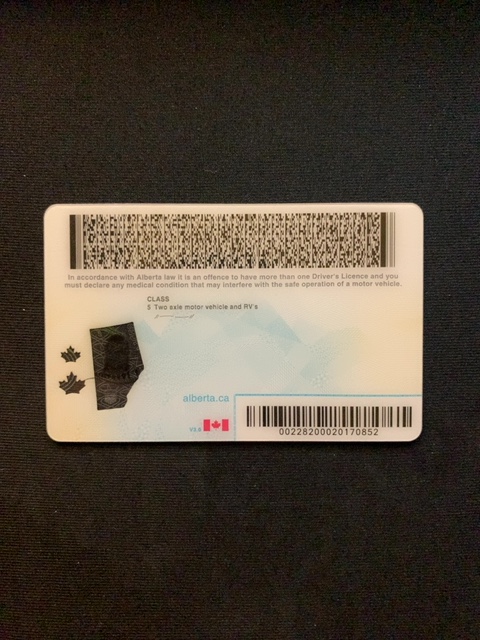 In accordance with Alberta law it is an offence to have more than one Driver's Licence and you
must declare any medical condition that may interfere with the safe operation of a motor vehicle.
CLASS
5 Two axle motor vehicle and RV's
alberta.ca
V2.0
00228200020170852